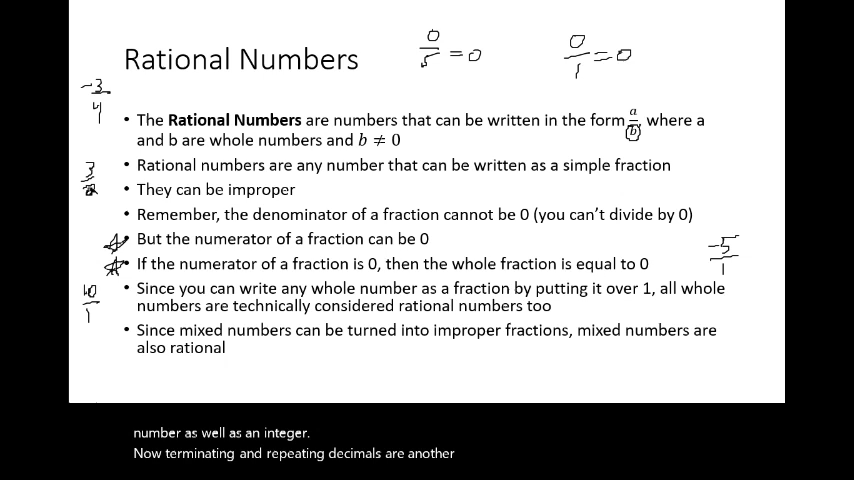 Rational Numbers
0/5 = 0
0/1 = 0
-3/4
• The Rational Numbers are numbers that can be written in the form a/b, where a
and b are whole numbers and b ≠ 0
• Rational numbers are any number that can be written as a simple fraction
3/2
• They can be improper
• Remember, the denominator of a fraction cannot be 0 (you can't divide by 0)
• But the numerator of a fraction can be 0
-5/1
• If the numerator of a fraction is 0, then the whole fraction is equal to 0
10/1
• Since you can write any whole number as a fraction by putting it over 1, all whole
numbers are technically considered rational numbers too
• Since mixed numbers can be turned into improper fractions, mixed numbers are
also rational
number as well as an integer.
Now terminating and repeating decimals are another